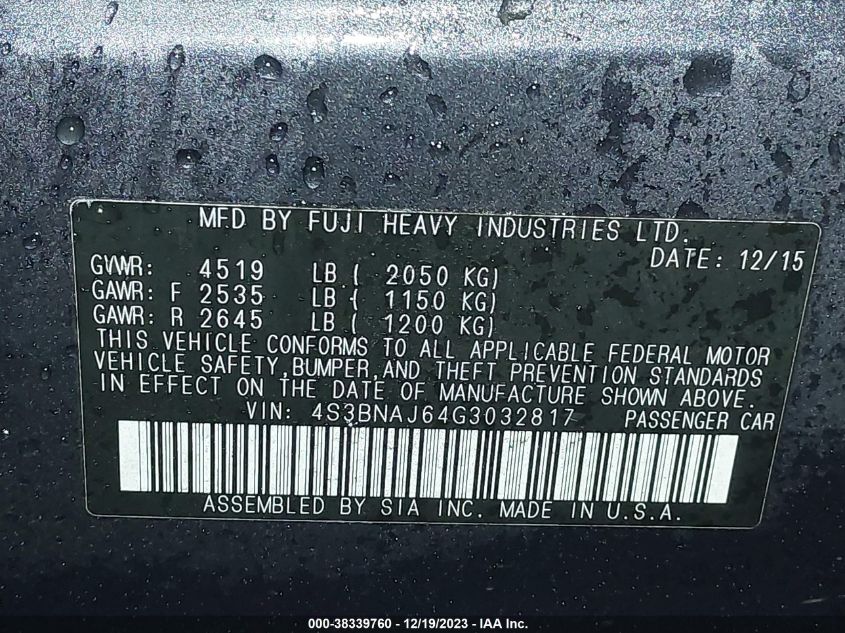 MFD BY FUJI HEAVY INDUSTRIES LTD.
DATE: 12/15
GVWR: 4519 LB ( 2050 KG)
GAWR: F 2535 LB ( 1150 KG)
GAWR: R 2645 LB ( 1200 KG)
THIS VEHICLE CONFORMS TO ALL APPLICABLE FEDERAL MOTOR
VEHICLE SAFETY,BUMPER,AND THEFT PREVENTION STANDARDS
IN EFFECT ON THE DATE OF MANUFACTURE SHOWN ABOVE.
VIN: 4S3BNAJ64G3032817 PASSENGER CAR
ASSEMBLED BY SIA INC. MADE IN U.S.A.
000-38339760 - 12/19/2023 - IAA Inc.